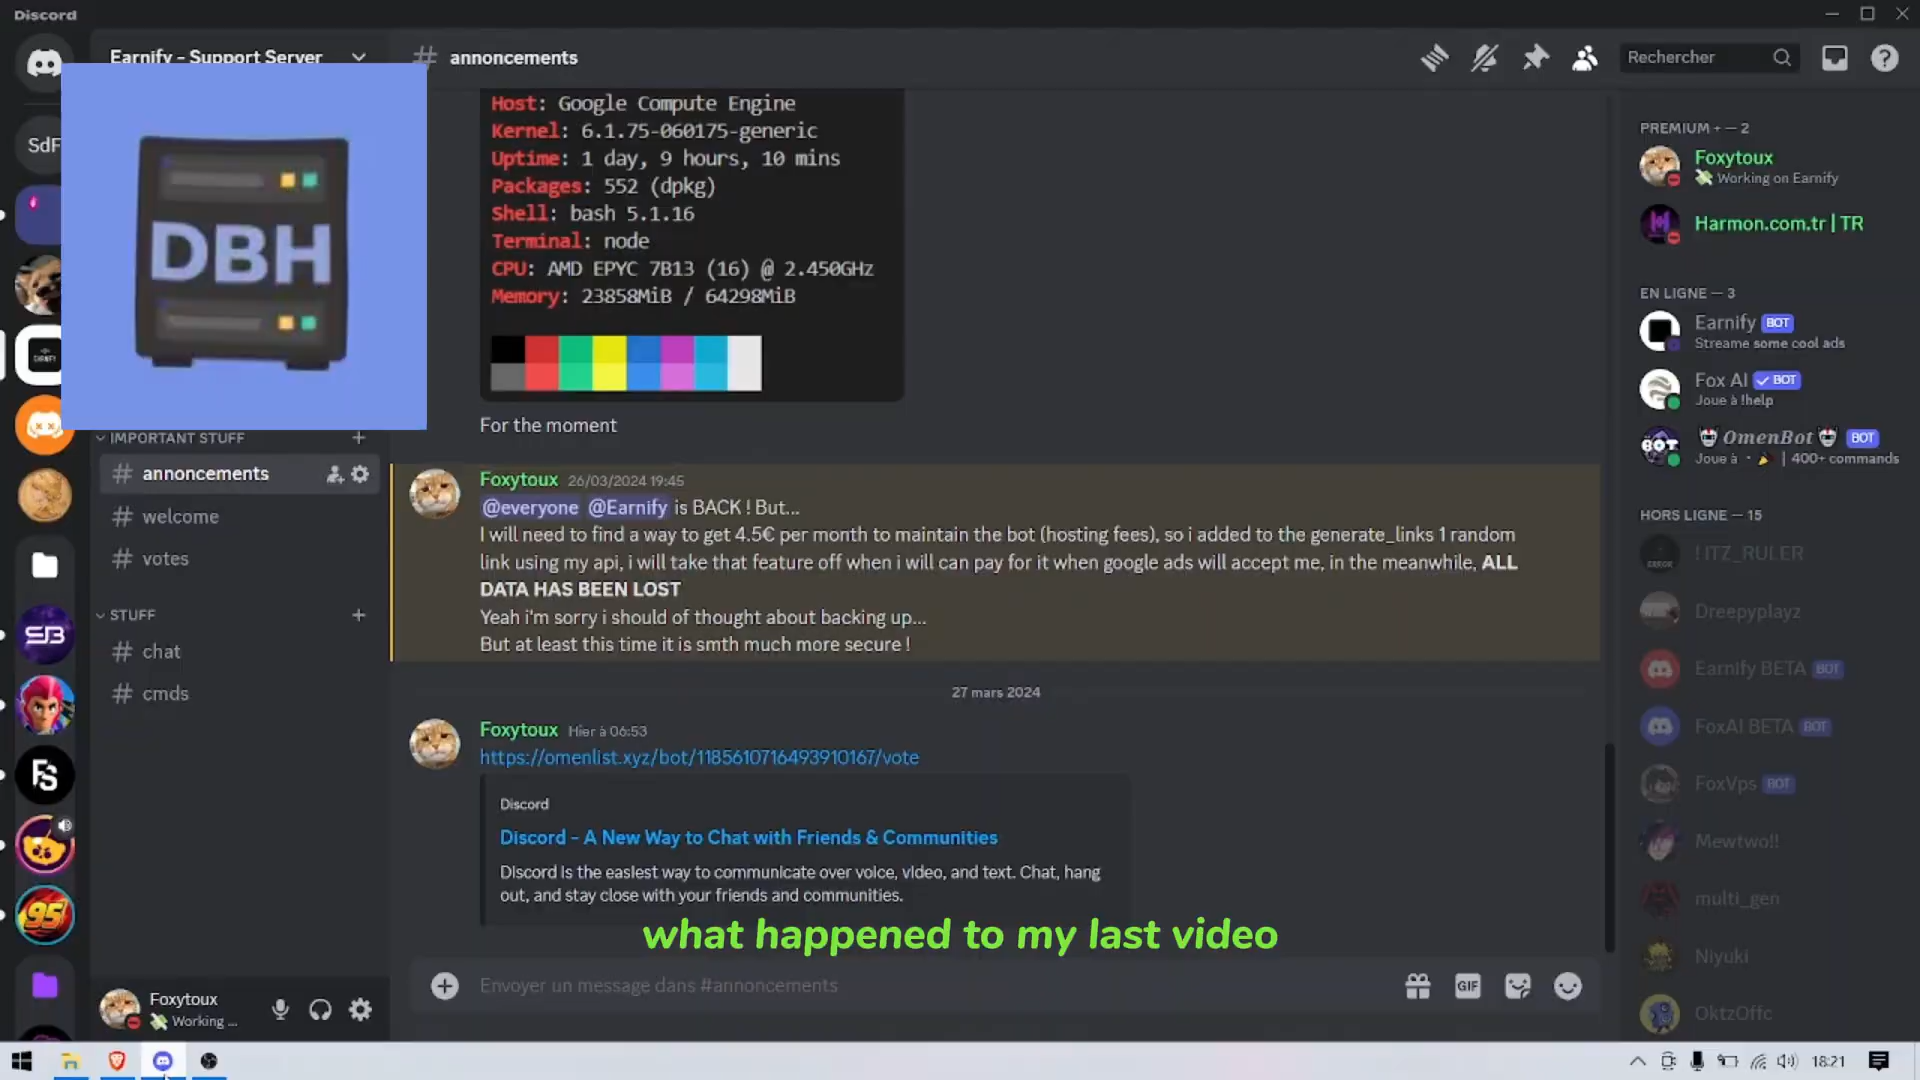 Discord
Earnify - Support Server
# annoncements
Rechercher
SdF
DBH
Host: Google Compute Engine
Kernel: 6.1.75-060175-generic
Uptime: 1 day, 9 hours, 10 mins
Packages: 552 (dpkg)
Shell: bash 5.1.16
Terminal: node
CPU: AMD EPYC 7B13 (16) @ 2.450GHz
Memory: 23858MiB / 64298MiB
For the moment
IMPORTANT STUFF
# annoncements
# welcome
# votes
STUFF
# chat
# cmds
Foxytoux 26/03/2024 19:45
@everyone @Earnify is BACK ! But...
I will need to find a way to get 4.5€ per month to maintain the bot (hosting fees), so i added to the generate_links 1 random
link using my api, i will take that feature off when i will can pay for it when google ads will accept me, in the meanwhile, ALL
DATA HAS BEEN LOST
Yeah i'm sorry i should of thought about backing up...
But at least this time it is smth much more secure !
27 mars 2024
Foxytoux Hier à 06:53
https://omenlist.xyz/bot/1185610716493910167/vote
Discord
Discord - A New Way to Chat with Friends & Communities
Discord is the easiest way to communicate over voice, video, and text. Chat, hang
out, and stay close with your friends and communities.
what happened to my last video
Envoyer un message dans #annoncements
GIF
PREMIUM + — 2
Foxytoux
Working on Earnify
Harmon.com.tr | TR
EN LIGNE — 3
Earnify BOT
Streame some cool ads
Fox AI BOT
Joue à !help
OmenBot BOT
Joue à · | 400+ commands
HORS LIGNE — 15
! ITZ_RULER
Dreepyplayz
Earnify BETA BOT
FoxAI BETA BOT
FoxVps BOT
Mewtwo!!
multi_gen
Niyuki
OktzOffc
Foxytoux
Working ...
18:21